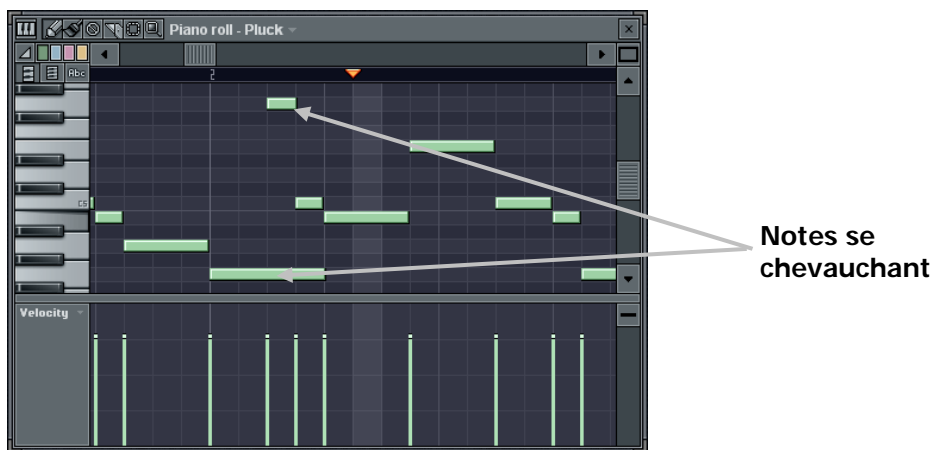 Piano roll - Pluck
Abc
2
C5
Notes se
chevauchant
Velocity